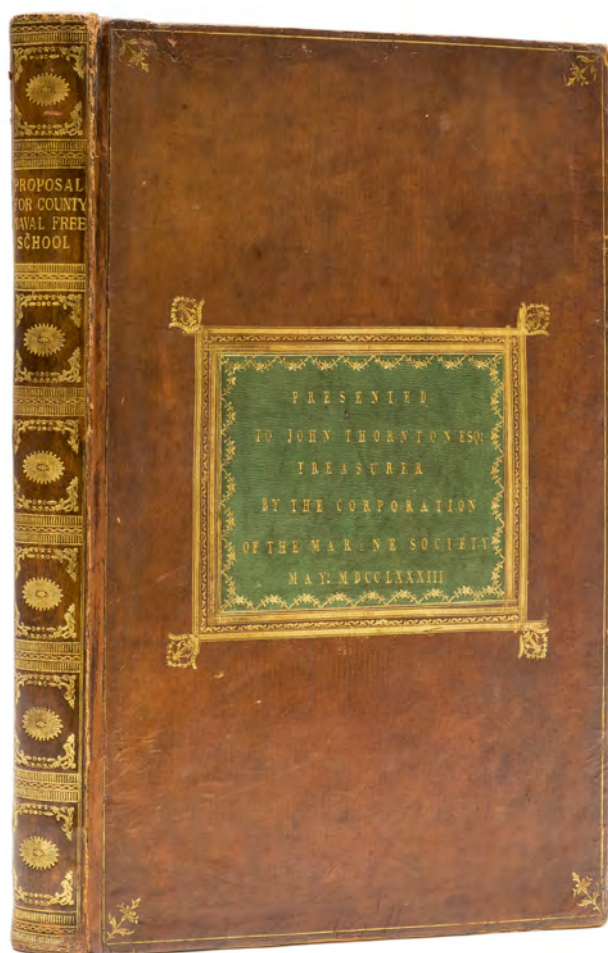 PROPOSAL
FOR COUNTY
NAVAL FREE
SCHOOL
PRESENTED
TO JOHN THORNTON ESQ:
TREASURER
BY THE CORPORATION
OF THE MARINE SOCIETY
MAY: MDCCLXXXIII